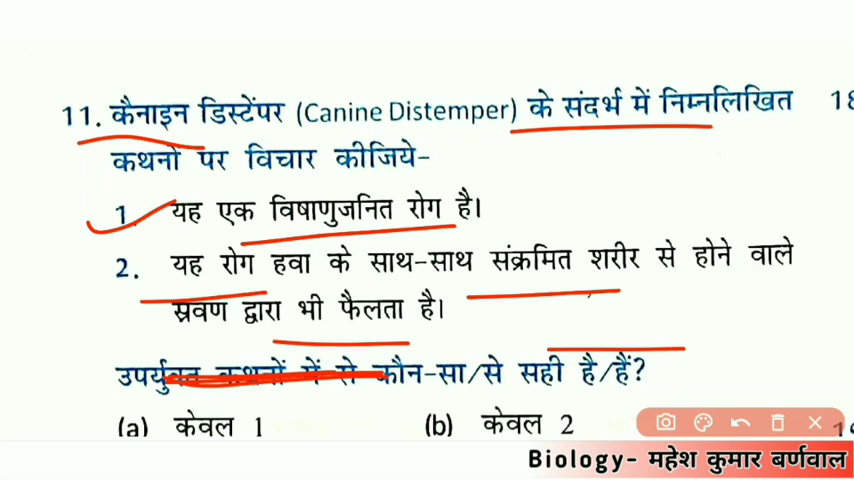 11. कैनाइन डिस्टेंपर (Canine Distemper) के संदर्भ में निम्नलिखित
कथनों पर विचार कीजिये-
1. यह एक विषाणुजनित रोग है।
2. यह रोग हवा के साथ-साथ संक्रमित शरीर से होने वाले
स्रवण द्वारा भी फैलता है।
उपर्युक्त कथनों में से कौन-सा/से सही है/हैं?
(a) केवल 1 (b) केवल 2
Biology- महेश कुमार बर्णवाल